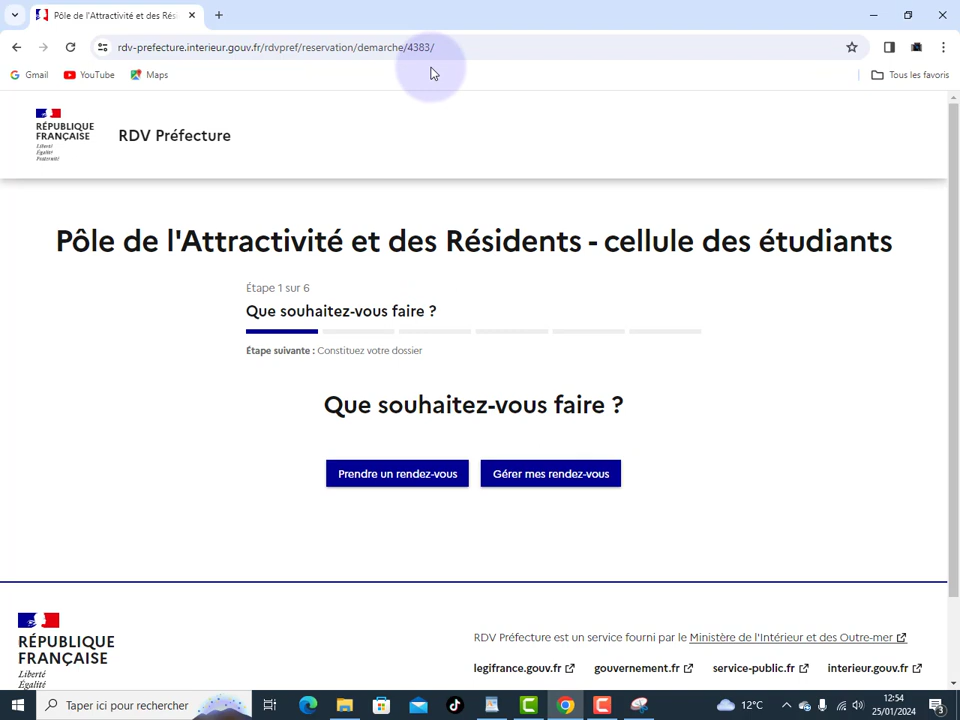 Pôle de l'Attractivité et des Rési
rdv-prefecture.interieur.gouv.fr/rdvpref/reservation/demarche/4383/
Gmail
YouTube
Maps
Tous les favoris
RÉPUBLIQUE
FRANÇAISE
Liberté
Égalité
Fraternité
RDV Préfecture
Pôle de l'Attractivité et des Résidents - cellule des étudiants
Étape 1 sur 6
Que souhaitez-vous faire ?
Étape suivante : Constituez votre dossier
Que souhaitez-vous faire ?
Prendre un rendez-vous
Gérer mes rendez-vous
RÉPUBLIQUE
FRANÇAISE
Liberté
Égalité
RDV Préfecture est un service fourni par le Ministère de l'Intérieur et des Outre-mer
legifrance.gouv.fr
gouvernement.fr
service-public.fr
interieur.gouv.fr
Taper ici pour rechercher
12°C
12:54
25/01/2024
3